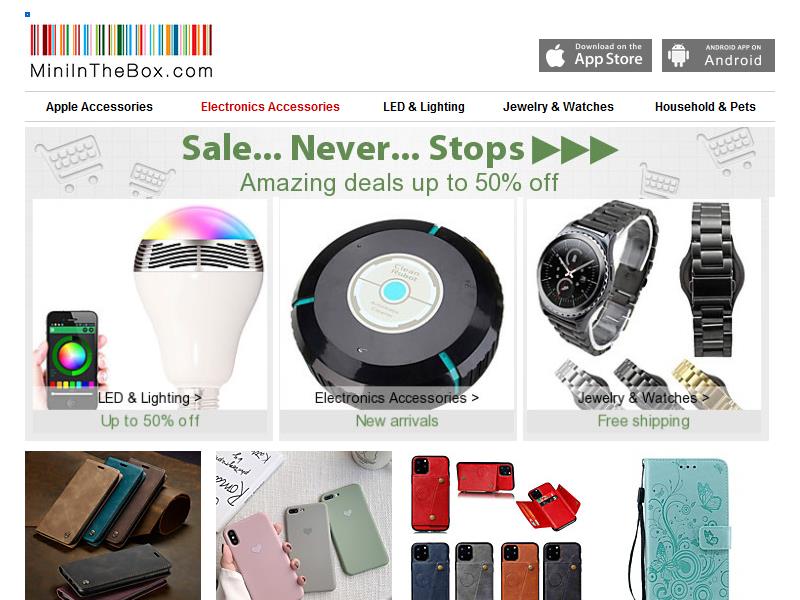 MiniInTheBox.com
Download on the
App Store
ANDROID APP ON
Android
Apple Accessories
Electronics Accessories
LED & Lighting
Jewelry & Watches
Household & Pets
Sale... Never... Stops ▶▶▶
Amazing deals up to 50% off
Clean
Robot
LED & Lighting >
Up to 50% off
Electronics Accessories >
New arrivals
Jewelry & Watches >
Free shipping